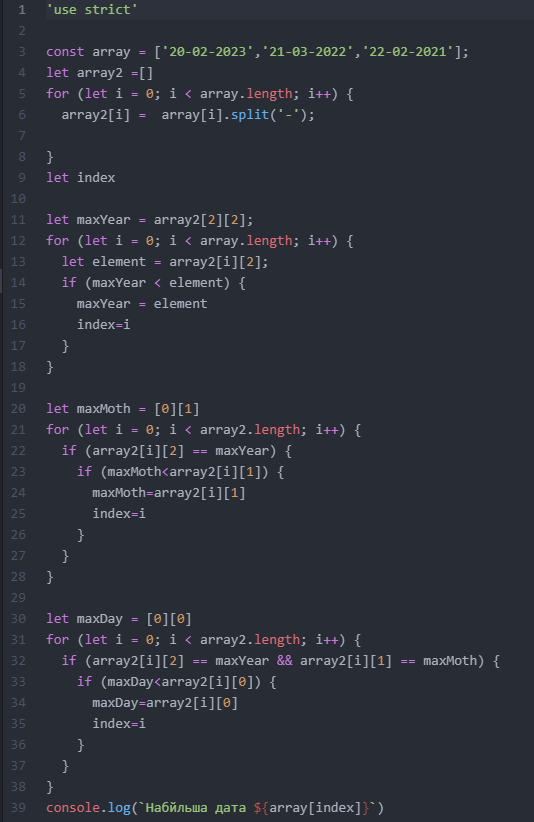 1 'use strict'
2
3 const array = ['20-02-2023','21-03-2022','22-02-2021'];
4 let array2 =[]
5 for (let i = 0; i < array.length; i++) {
6   array2[i] =  array[i].split('-');
7
8 }
9 let index
10
11 let maxYear = array2[2][2];
12 for (let i = 0; i < array.length; i++) {
13   let element = array2[i][2];
14   if (maxYear < element) {
15     maxYear = element
16     index=i
17   }
18 }
19
20 let maxMoth = [0][1]
21 for (let i = 0; i < array2.length; i++) {
22   if (array2[i][2] == maxYear) {
23     if (maxMoth<array2[i][1]) {
24       maxMoth=array2[i][1]
25       index=i
26     }
27   }
28 }
29
30 let maxDay = [0][0]
31 for (let i = 0; i < array2.length; i++) {
32   if (array2[i][2] == maxYear && array2[i][1] == maxMoth) {
33     if (maxDay<array2[i][0]) {
34       maxDay=array2[i][0]
35       index=i
36     }
37   }
38 }
39 console.log(`Набйльша дата ${array[index]}`)